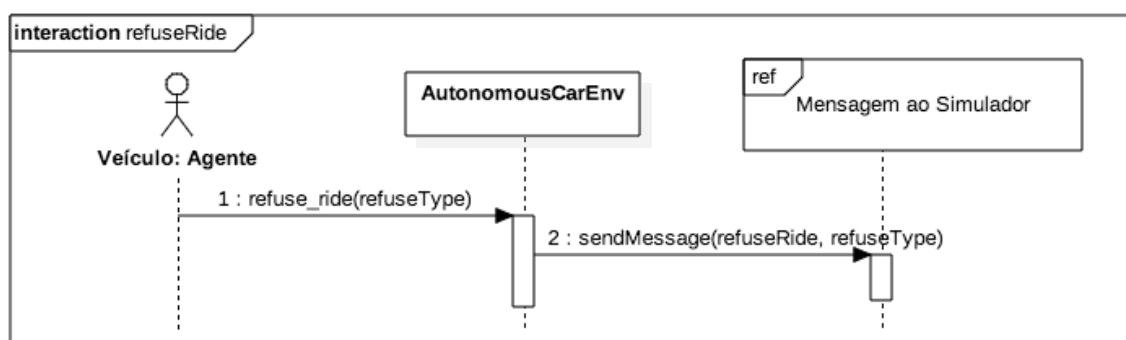 interaction refuseRide
ref
AutonomousCarEnv
Mensagem ao Simulador
Veículo: Agente
1 : refuse_ride(refuseType)
2 : sendMessage(refuseRide, refuseType)